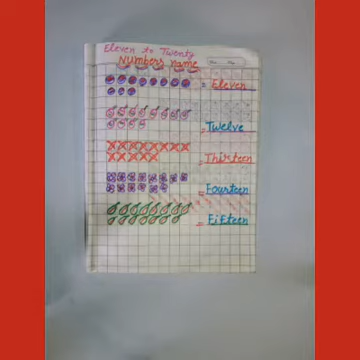 Eleven to Twenty
Numbers name
= Eleven
= Twelve
= Thirteen
= Fourteen
= Fifteen